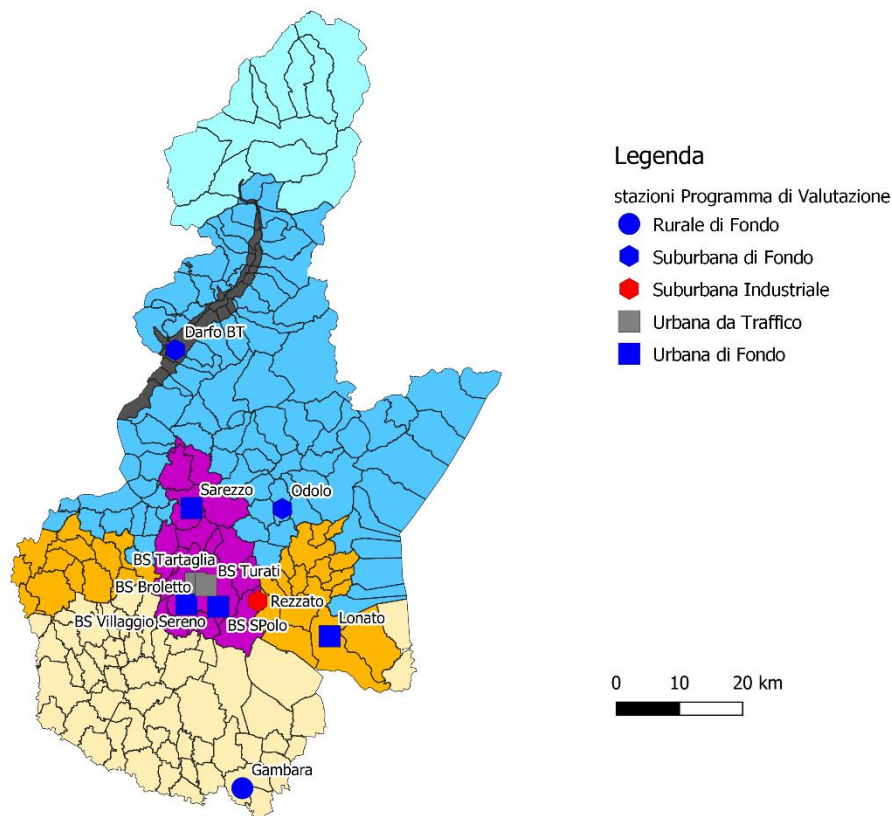 Legenda
stazioni Programma di Valutazione
Rurale di Fondo
Suburbana di Fondo
Suburbana Industriale
Urbana da Traffico
Urbana di Fondo
Darfo BT
Sarezzo
Odolo
BS Tartaglia
BS Turati
BS Broletto
Rezzato
BS Villaggio Sereno
BS SPolo
Lonato
0 10 20 km
Gambara